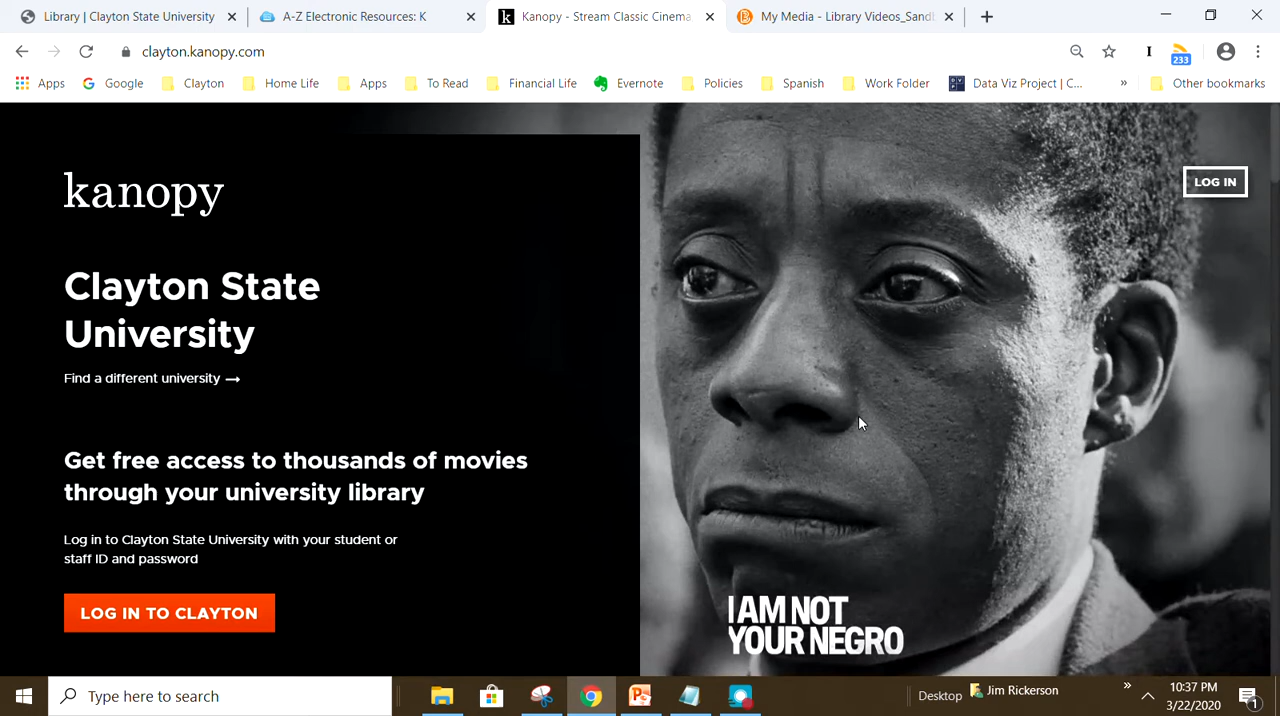 Library | Clayton State University
A-Z Electronic Resources: K
k
Kanopy - Stream Classic Cinema
My Media - Library Videos_Sandb
clayton.kanopy.com
I
233
Apps
Google
Clayton
Home Life
Apps
To Read
Financial Life
Evernote
Policies
Spanish
Work Folder
Data Viz Project | C...
»
Other bookmarks
kanopy
LOG IN
Clayton State
University
Find a different university →
Get free access to thousands of movies
through your university library
Log in to Clayton State University with your student or
staff ID and password
LOG IN TO CLAYTON
I AM NOT
YOUR NEGRO
Type here to search
Desktop
Jim Rickerson
»
10:37 PM
3/22/2020
1